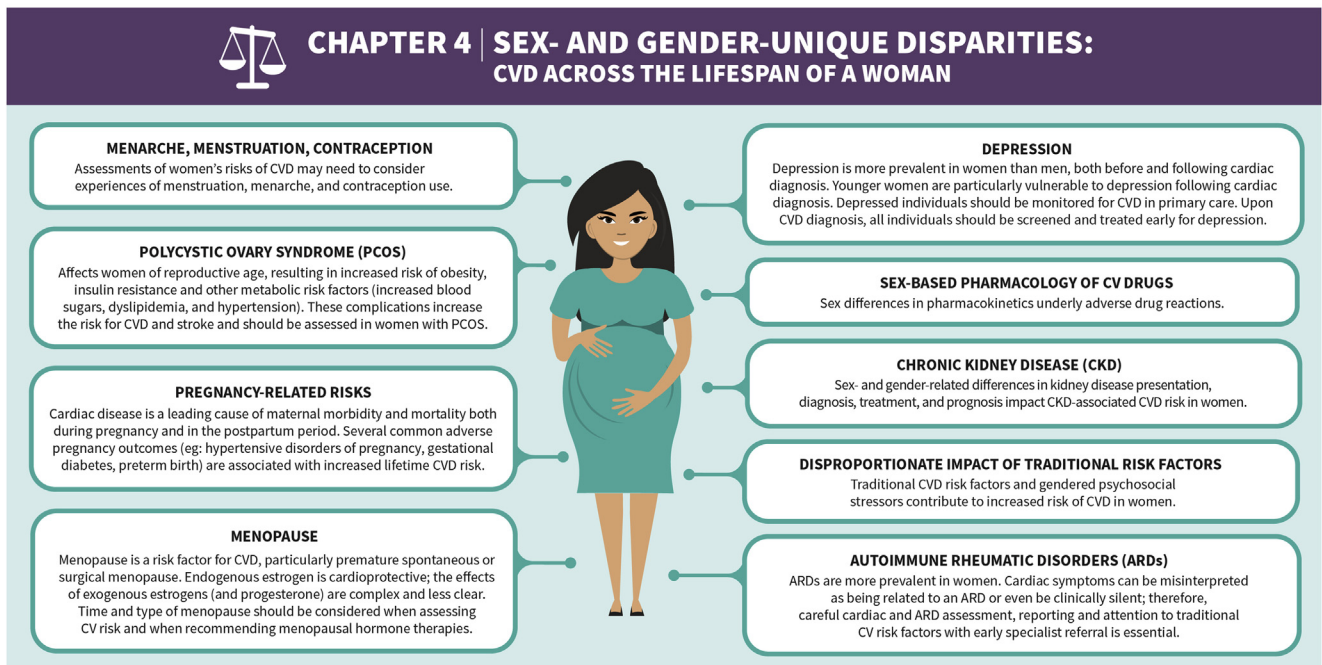 CHAPTER 4 | SEX- AND GENDER-UNIQUE DISPARITIES:
CVD ACROSS THE LIFESPAN OF A WOMAN
MENARCHE, MENSTRUATION, CONTRACEPTION
Assessments of women's risks of CVD may need to consider
experiences of menstruation, menarche, and contraception use.
POLYCYSTIC OVARY SYNDROME (PCOS)
Affects women of reproductive age, resulting in increased risk of obesity,
insulin resistance and other metabolic risk factors (increased blood
sugars, dyslipidemia, and hypertension). These complications increase
the risk for CVD and stroke and should be assessed in women with PCOS.
PREGNANCY-RELATED RISKS
Cardiac disease is a leading cause of maternal morbidity and mortality both
during pregnancy and in the postpartum period. Several common adverse
pregnancy outcomes (eg: hypertensive disorders of pregnancy, gestational
diabetes, preterm birth) are associated with increased lifetime CVD risk.
MENOPAUSE
Menopause is a risk factor for CVD, particularly premature spontaneous or
surgical menopause. Endogenous estrogen is cardioprotective; the effects
of exogenous estrogens (and progesterone) are complex and less clear.
Time and type of menopause should be considered when assessing
CV risk and when recommending menopausal hormone therapies.
DEPRESSION
Depression is more prevalent in women than men, both before and following cardiac
diagnosis. Younger women are particularly vulnerable to depression following cardiac
diagnosis. Depressed individuals should be monitored for CVD in primary care. Upon
CVD diagnosis, all individuals should be screened and treated early for depression.
SEX-BASED PHARMACOLOGY OF CV DRUGS
Sex differences in pharmacokinetics underly adverse drug reactions.
CHRONIC KIDNEY DISEASE (CKD)
Sex- and gender-related differences in kidney disease presentation,
diagnosis, treatment, and prognosis impact CKD-associated CVD risk in women.
DISPROPORTIONATE IMPACT OF TRADITIONAL RISK FACTORS
Traditional CVD risk factors and gendered psychosocial
stressors contribute to increased risk of CVD in women.
AUTOIMMUNE RHEUMATIC DISORDERS (ARDs)
ARDs are more prevalent in women. Cardiac symptoms can be misinterpreted
as being related to an ARD or even be clinically silent; therefore,
careful cardiac and ARD assessment, reporting and attention to traditional
CV risk factors with early specialist referral is essential.